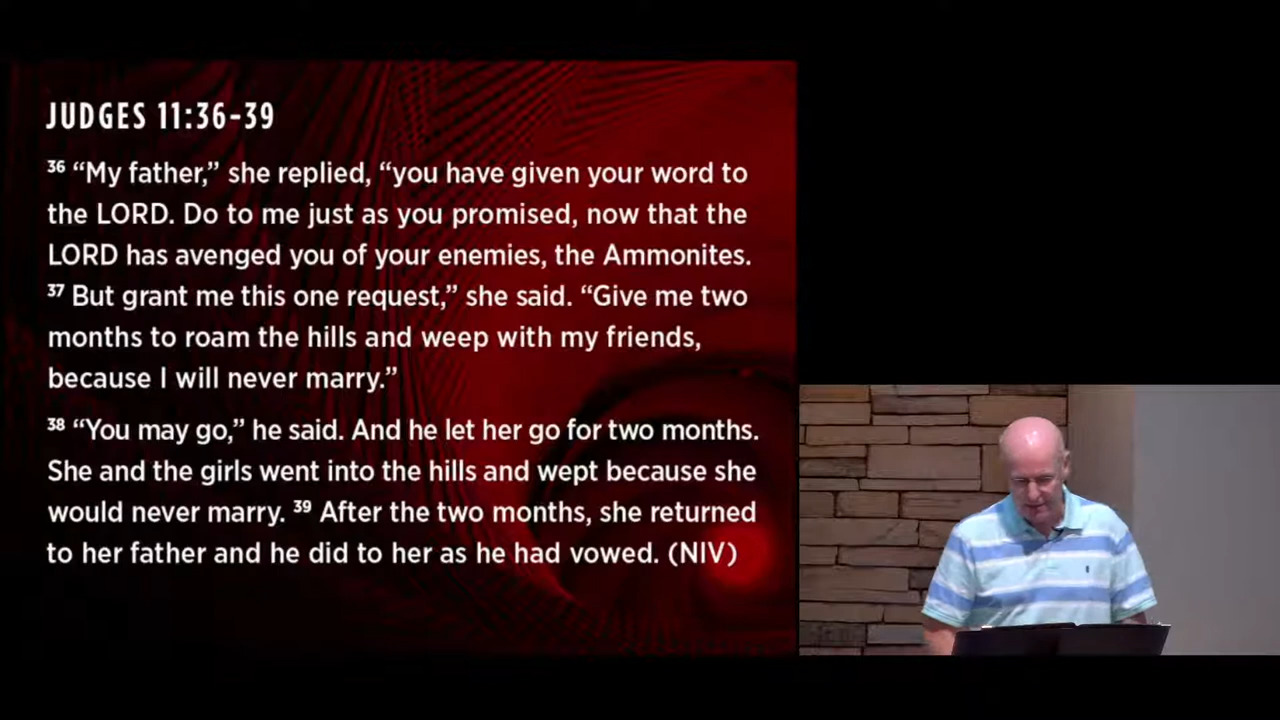 JUDGES 11:36-39
36 “My father,” she replied, “you have given your word to
the LORD. Do to me just as you promised, now that the
LORD has avenged you of your enemies, the Ammonites.
37 But grant me this one request,” she said. “Give me two
months to roam the hills and weep with my friends,
because I will never marry.”
38 “You may go,” he said. And he let her go for two months.
She and the girls went into the hills and wept because she
would never marry. 39 After the two months, she returned
to her father and he did to her as he had vowed. (NIV)